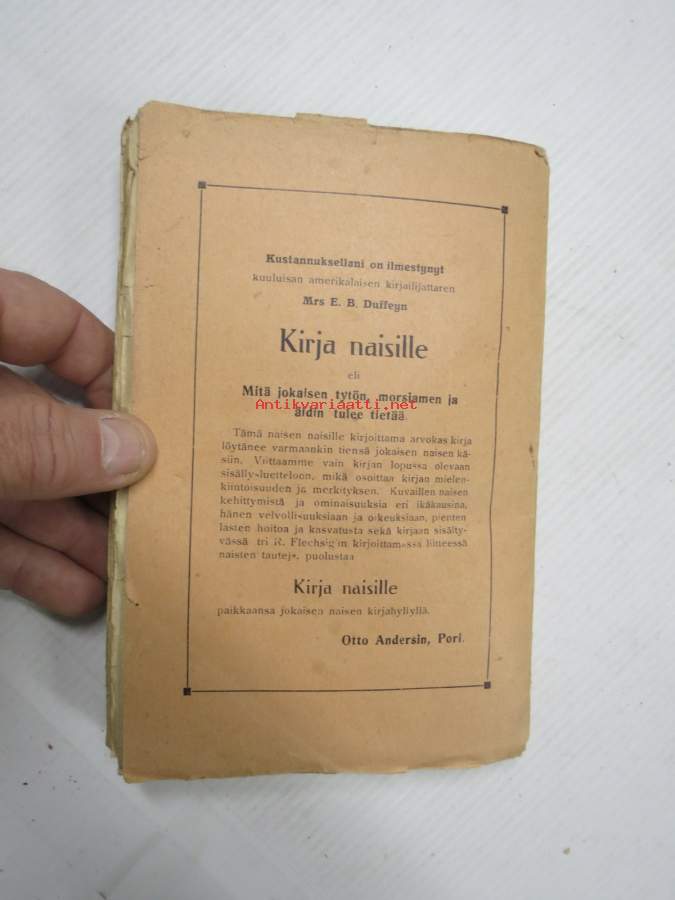 Kustannuksellani on ilmestynyt
kuuluisan amerikalaisen kirjailijattaren
Mrs E. B. Duffeyn
Kirja naisille
eli
Mitä jokaisen tytön, morsiamen ja
Antikvariaatti.net
äidin tulee tietää.
Tämä naisen naisille kirjoittama arvokas kirja
löytänee varmaankin tiensä jokaisen naisen kä-
siin. Viittaamme vain kirjan lopussa olevaan
sisällysluetteloon, mikä osoittaa kirjan mielen-
kiintoisuuden ja merkityksen. Kuvaillen naisen
kehittymistä ja ominaisuuksia eri ikäkausina,
hänen velvollisuuksiaan ja oikeuksiaan, pienten
lasten hoitoa ja kasvatusta sekä kirjaan sisälty-
vässä tri R. Flechsigin kirjoittamassa liitteessä
naisten tauteja, puolustaa
Kirja naisille
paikkaansa jokaisen naisen kirjahyllyllä.
Otto Andersin, Pori.